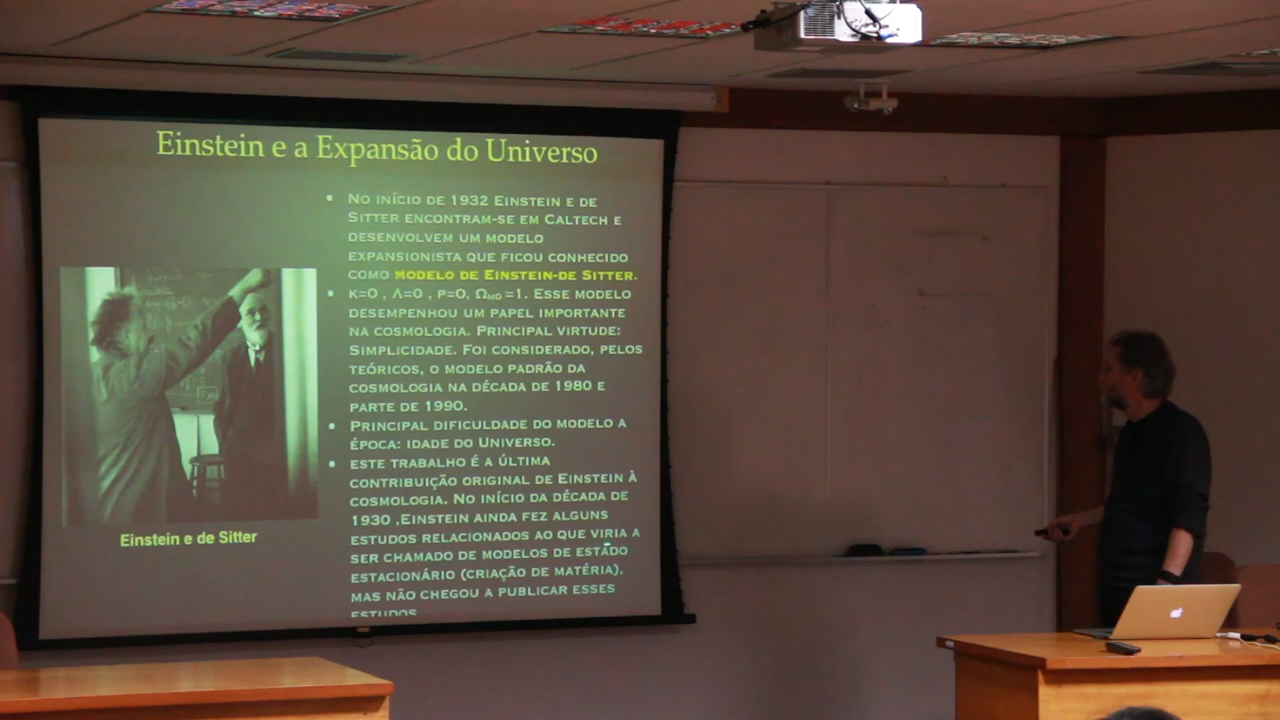 Einstein e a Expansão do Universo
No início de 1932 Einstein e de
Sitter encontram-se em Caltech e
desenvolvem um modelo
expansionista que ficou conhecido
como modelo de Einstein-de Sitter.
k=0 , Λ=0 , p=0, Ωₘ₀ =1. Esse modelo
desempenhou um papel importante
na cosmologia. Principal virtude:
Simplicidade. Foi considerado, pelos
teóricos, o modelo padrão da
cosmologia na década de 1980 e
parte de 1990.
Principal dificuldade do modelo a
época: idade do Universo.
este trabalho é a última
contribuição original de Einstein à
cosmologia. No início da década de
1930 ,Einstein ainda fez alguns
estudos relacionados ao que viria a
ser chamado de modelos de estado
estacionário (criação de matéria),
mas não chegou a publicar esses
estudos
Einstein e de Sitter